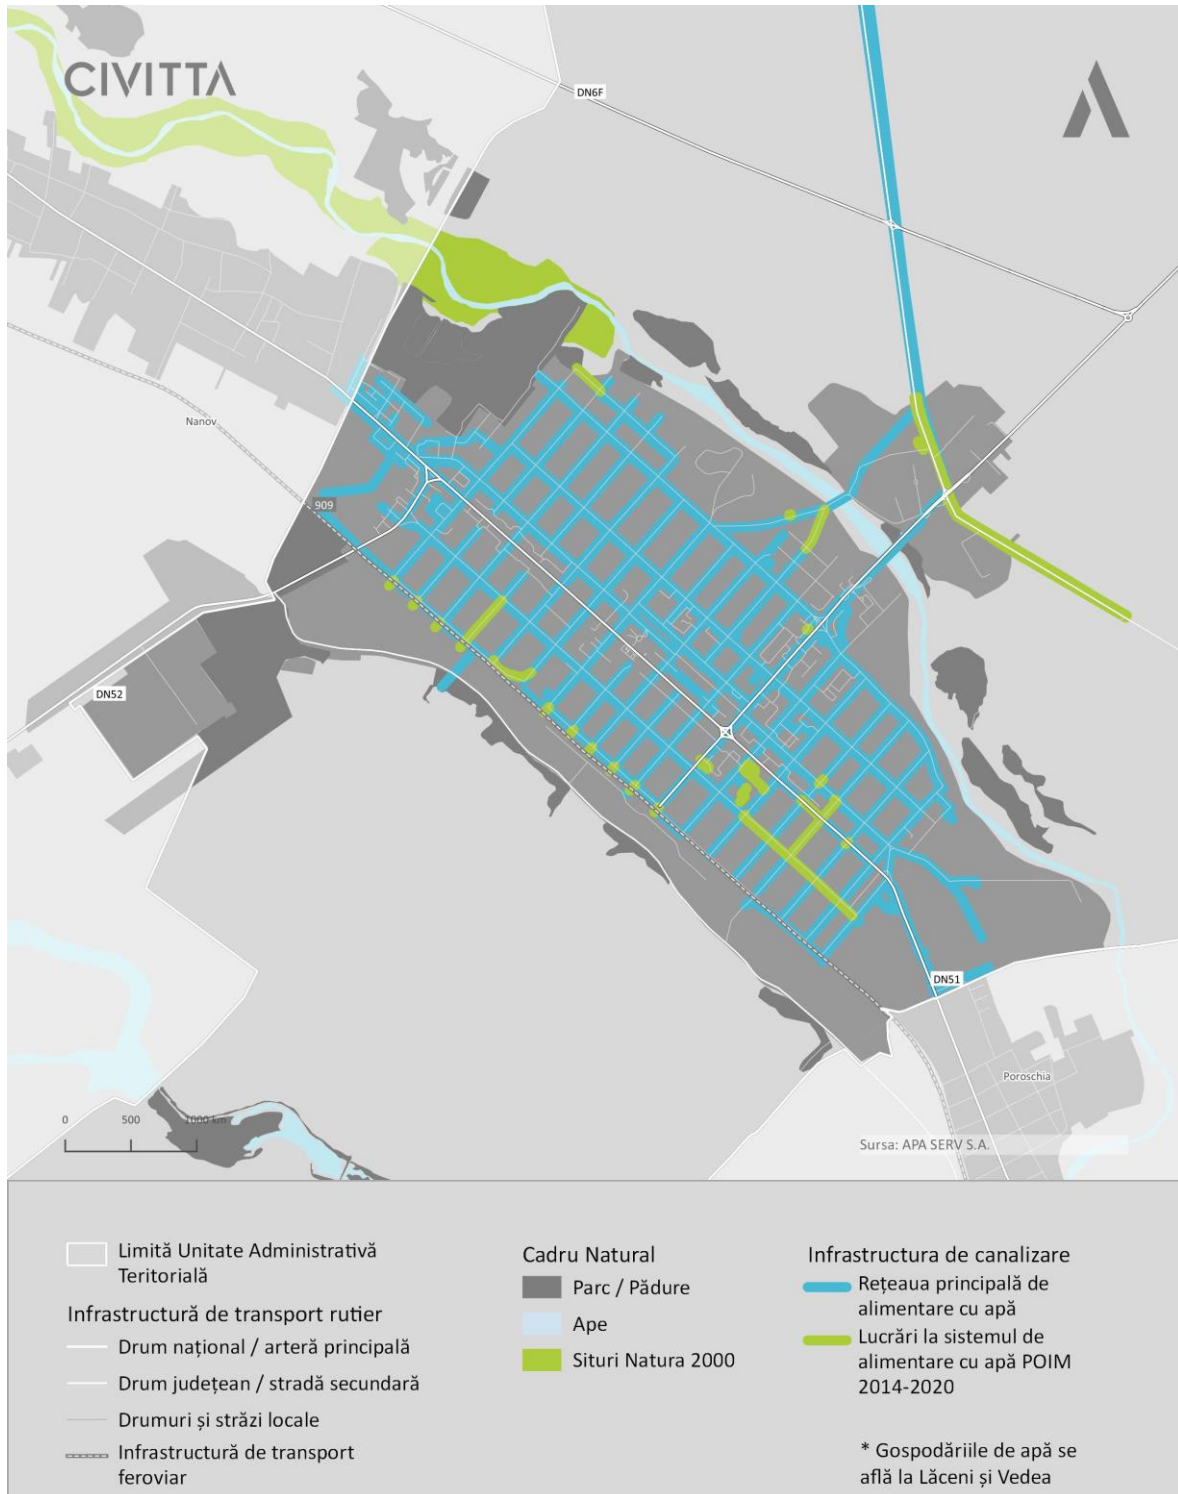 CIVITTA
DN6F
Nanov
909
DN52
DN51
Poroschia
0 500 1000 km
Sursa: APA SERV S.A.
Limită Unitate Administrativă
Teritorială
Infrastructură de transport rutier
Drum național / arteră principală
Drum județean / stradă secundară
Drumuri și străzi locale
Infrastructură de transport
feroviar
Cadru Natural
Parc / Pădure
Ape
Situri Natura 2000
Infrastructura de canalizare
Rețeaua principală de
alimentare cu apă
Lucrări la sistemul de
alimentare cu apă POIM
2014-2020
* Gospodăriile de apă se
află la Lăceni și Vedea